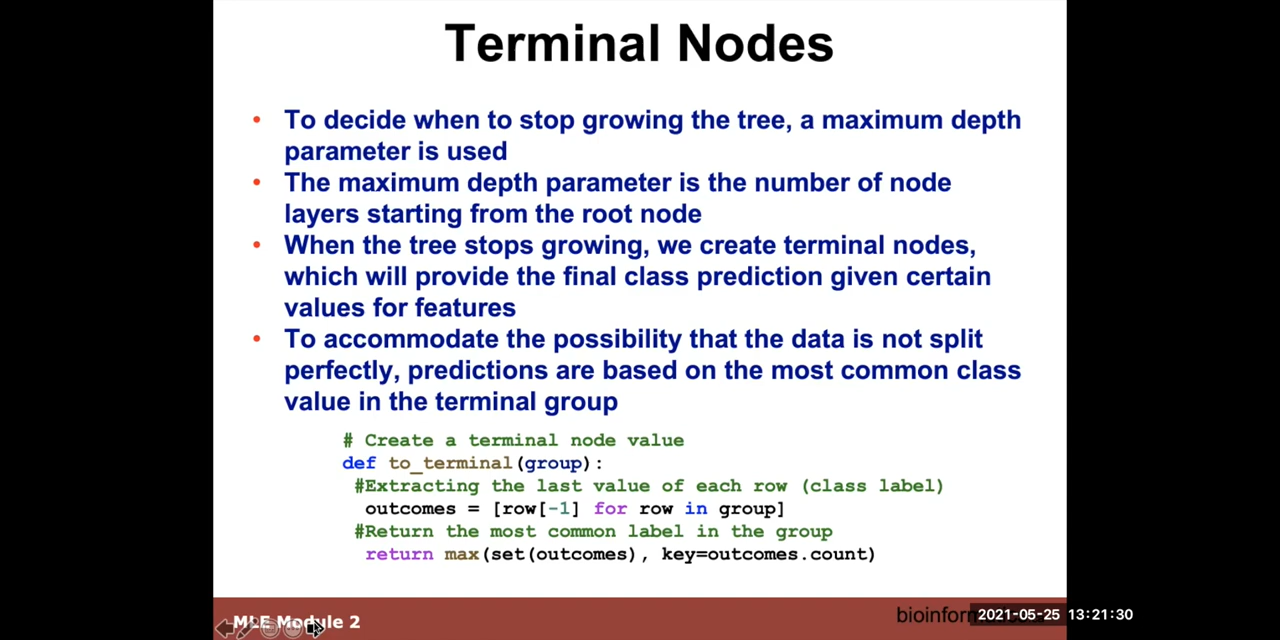 Terminal Nodes
• To decide when to stop growing the tree, a maximum depth
parameter is used
• The maximum depth parameter is the number of node
layers starting from the root node
• When the tree stops growing, we create terminal nodes,
which will provide the final class prediction given certain
values for features
• To accommodate the possibility that the data is not split
perfectly, predictions are based on the most common class
value in the terminal group
# Create a terminal node value
def to_terminal(group):
#Extracting the last value of each row (class label)
outcomes = [row[-1] for row in group]
#Return the most common label in the group
return max(set(outcomes), key=outcomes.count)
MLE Module 2
2021-05-25 13:21:30